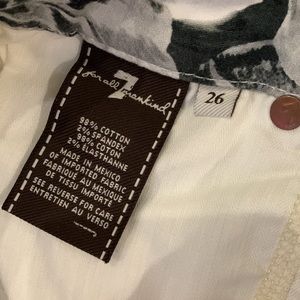 7
for all mankind
26
98% COTTON
2% SPANDEX
98% COTON
2% ELASTHANNE
MADE IN MEXICO
OF IMPORTED FABRIC
FABRIQUÉ AU MEXIQUE
DE TISSU IMPORTÉ
SEE REVERSE FOR CARE
ENTRETIEN AU VERSO